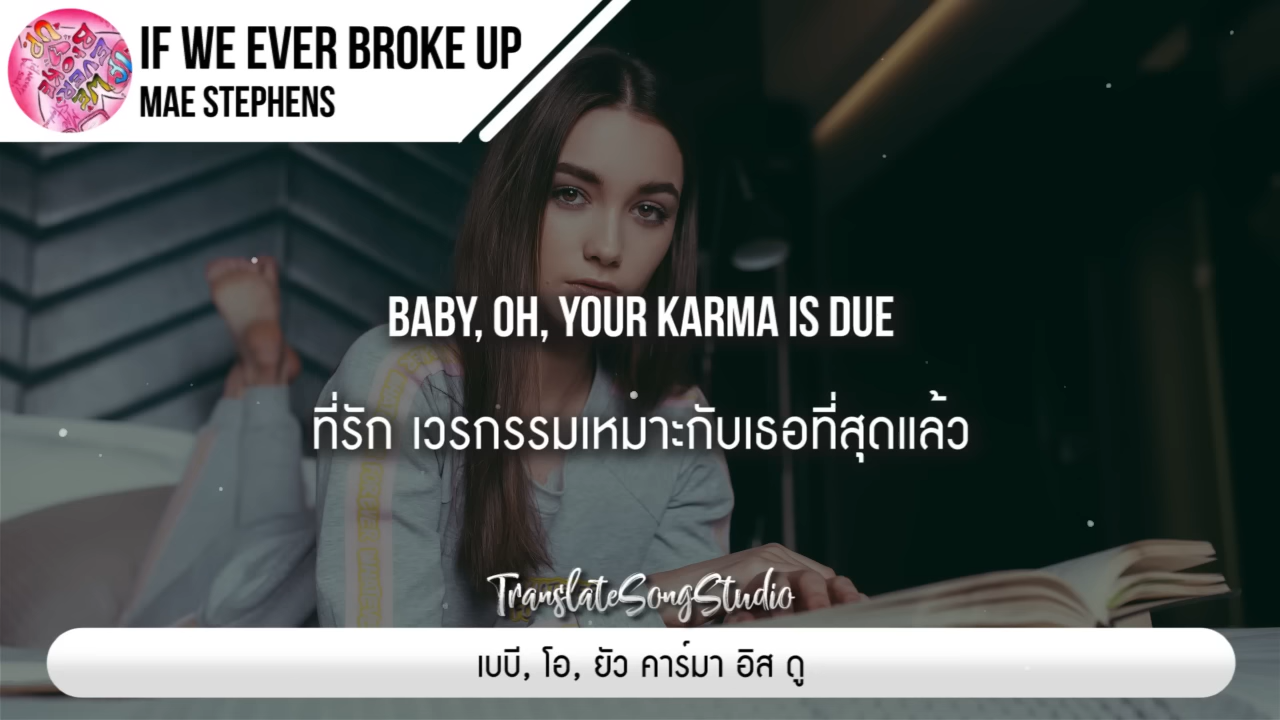 IF WE EVER BROKE UP
MAE STEPHENS
BABY, OH, YOUR KARMA IS DUE
ที่รัก เวรกรรมเหมาะกับเธอที่สุดแล้ว
TranslateSongStudio
เบบี, โอ, ยัว คาร์มา อิส ดู